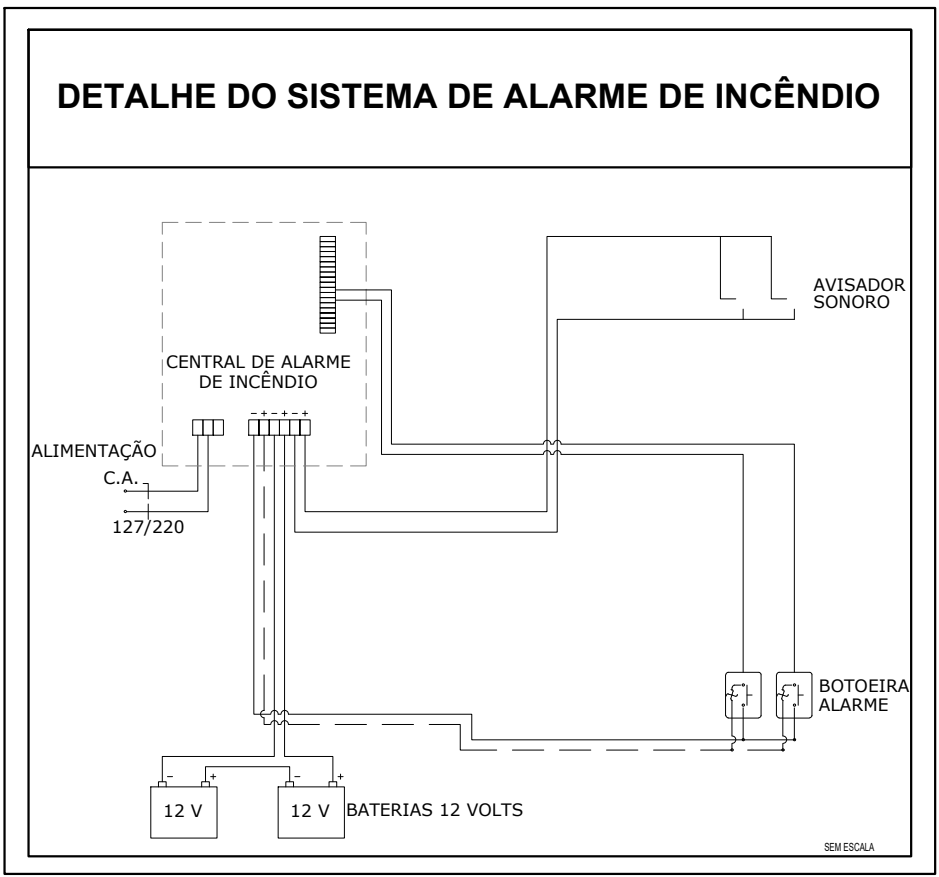 DETALHE DO SISTEMA DE ALARME DE INCÊNDIO
AVISADOR
SONORO
CENTRAL DE ALARME
DE INCÊNDIO
- + - + - +
ALIMENTAÇÃO
C.A.
127/220
BOTOEIRA
ALARME
- + - +
12 V 12 V BATERIAS 12 VOLTS
SEM ESCALA